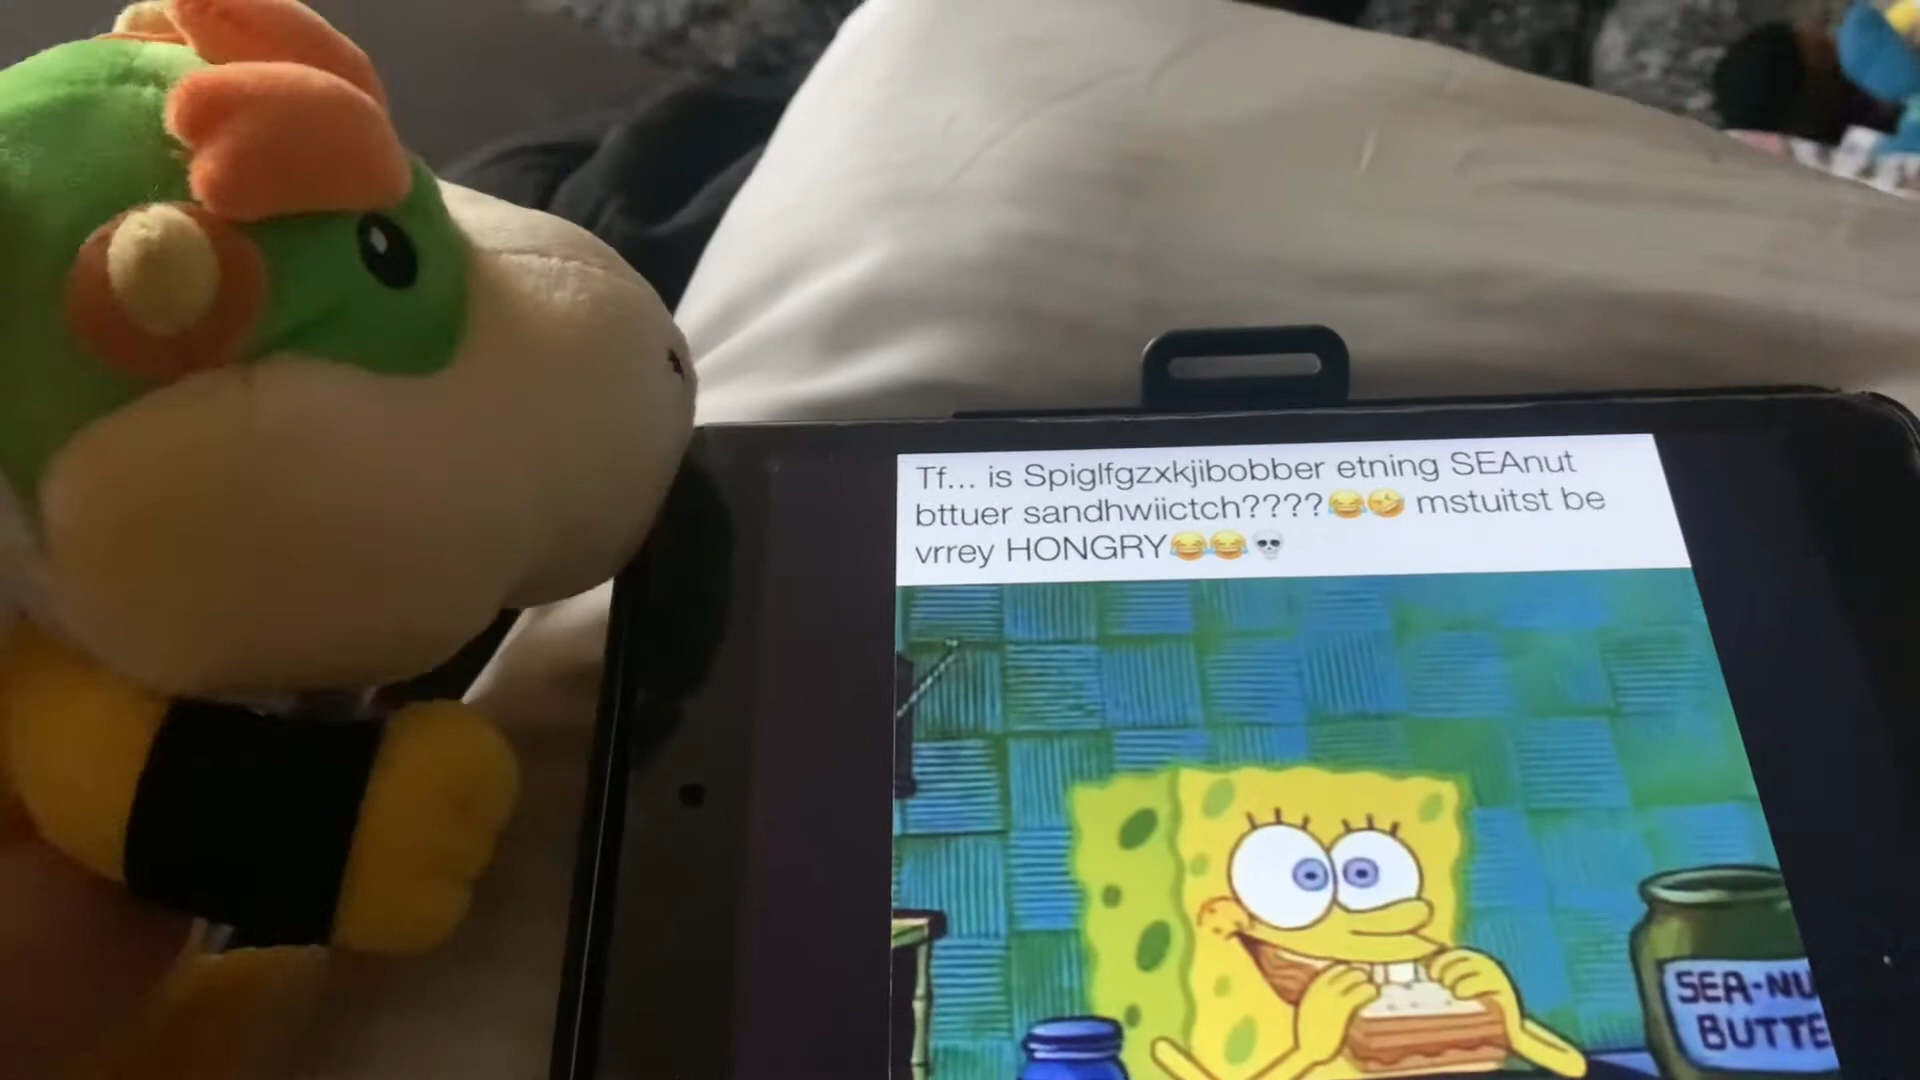 Tf... is Spiglfgzxkjibobber etning SEAnut
bttuer sandhwiictch????😂🤣 mstuitst be
vrrey HONGRY😂😂💀
SEA-NU
BUTTE